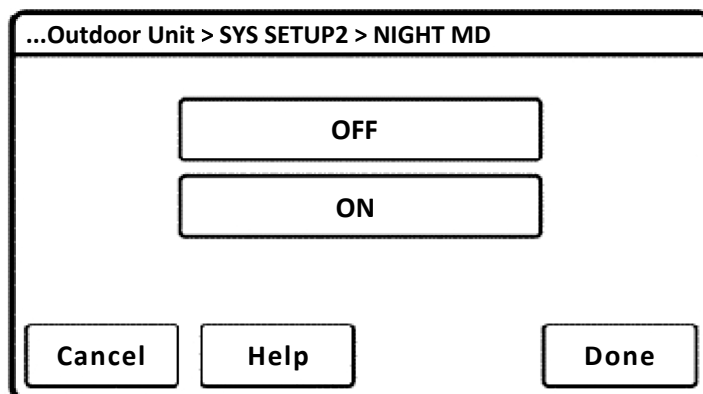 ...Outdoor Unit > SYS SETUP2 > NIGHT MD
OFF
ON
Cancel Help Done